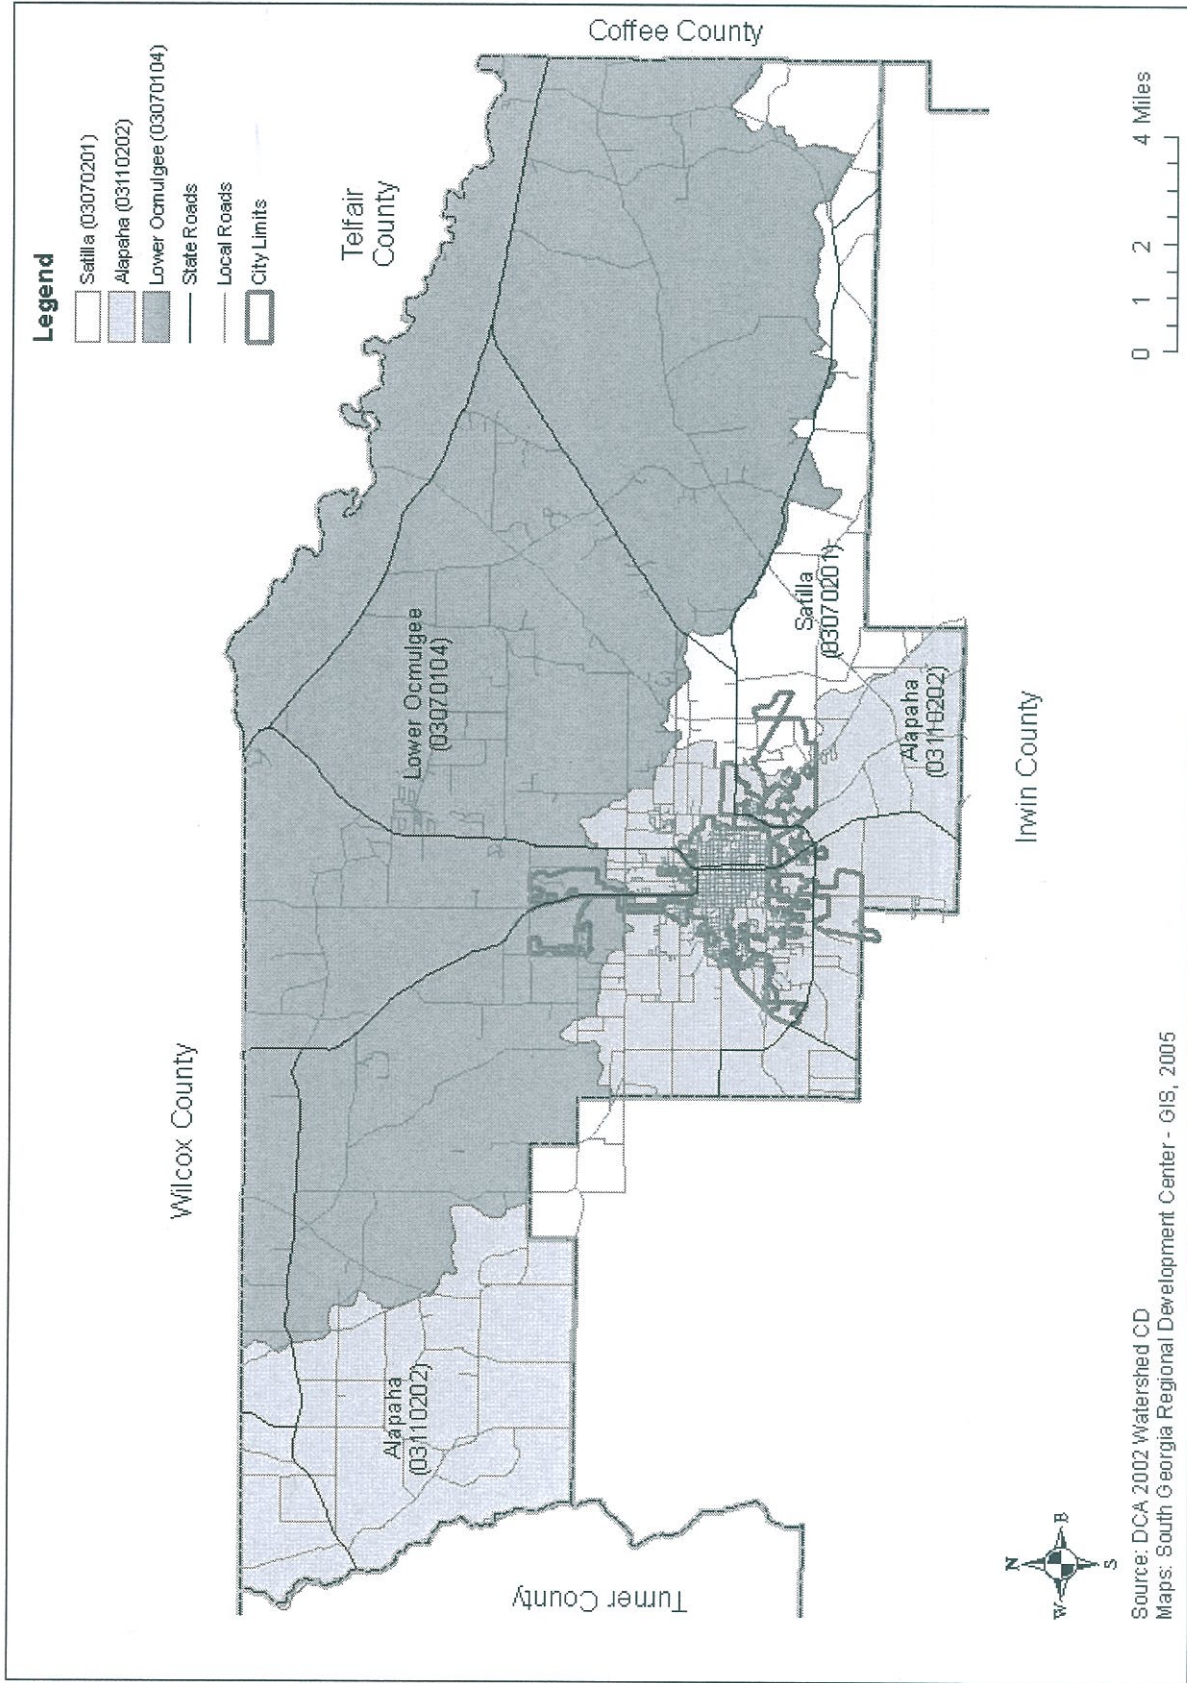 Legend
Satilla (03070201)
Alapaha (03110202)
Lower Ocmulgee (03070104)
State Roads
Local Roads
City Limits
Wilcox County
Telfair
County
Coffee County
Lower Ocmulgee
(03070104)
Alapaha
(03110202)
Satilla
(03070201)
Alapaha
(03110202)
Turner County
Irwin County
N
W
E
S
0 1 2 4 Miles
Source: DCA 2002 Watershed CD
Maps: South Georgia Regional Development Center - GIS, 2005